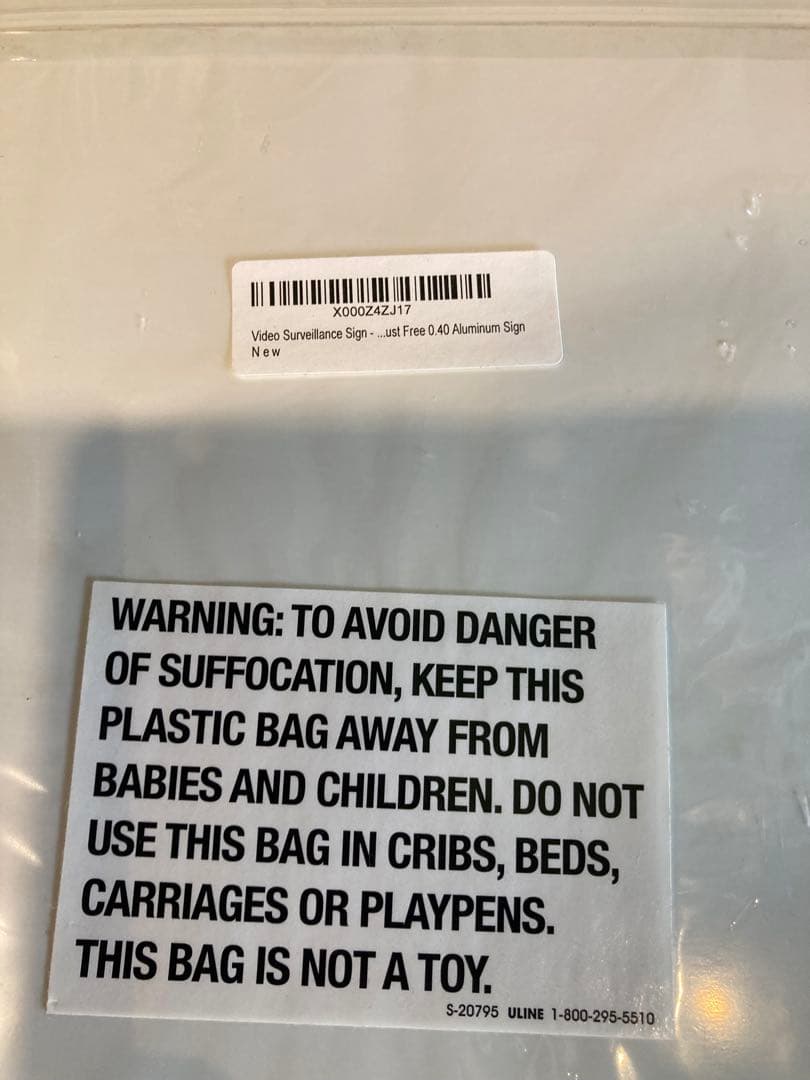 X000Z4ZJ17
Video Surveillance Sign - ...ust Free 0.40 Aluminum Sign
New
WARNING: TO AVOID DANGER
OF SUFFOCATION, KEEP THIS
PLASTIC BAG AWAY FROM
BABIES AND CHILDREN. DO NOT
USE THIS BAG IN CRIBS, BEDS,
CARRIAGES OR PLAYPENS.
THIS BAG IS NOT A TOY.
S-20795 ULINE 1-800-295-5510